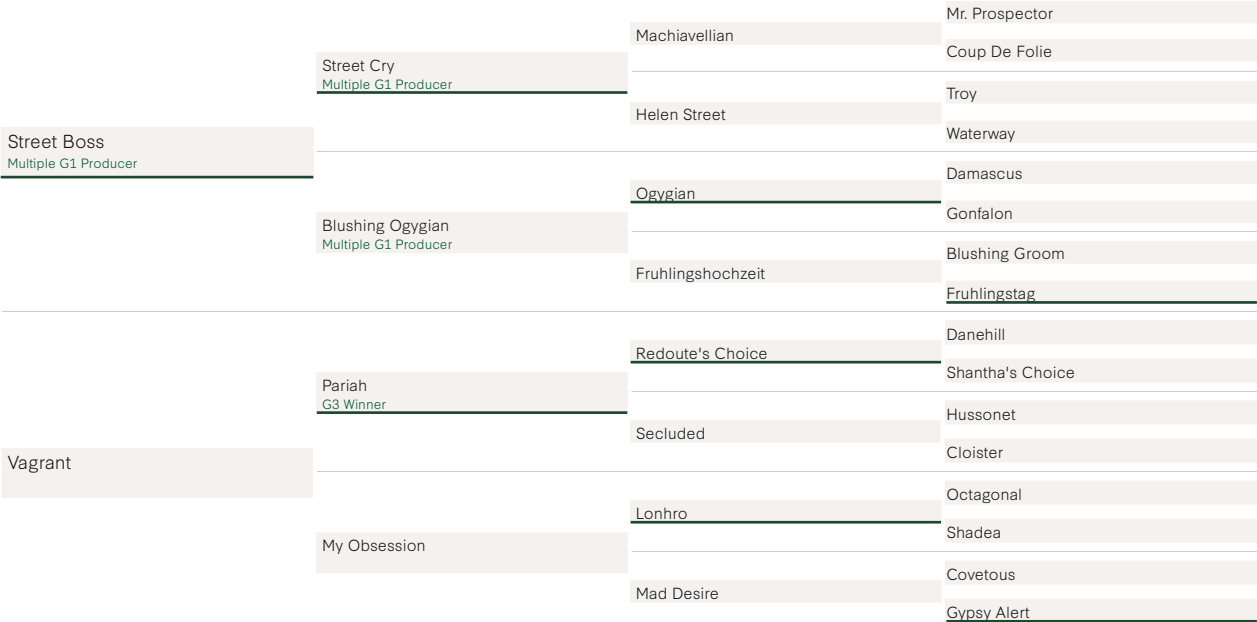 Street Boss
Multiple G1 Producer
Vagrant
Street Cry
Multiple G1 Producer
Blushing Ogygian
Multiple G1 Producer
Pariah
G3 Winner
My Obsession
Machiavellian
Helen Street
Ogygian
Fruhlingshochzeit
Redoute's Choice
Secluded
Lonhro
Mad Desire
Mr. Prospector
Coup De Folie
Troy
Waterway
Damascus
Gonfalon
Blushing Groom
Fruhlingstag
Danehill
Shantha's Choice
Hussonet
Cloister
Octagonal
Shadea
Covetous
Gypsy Alert